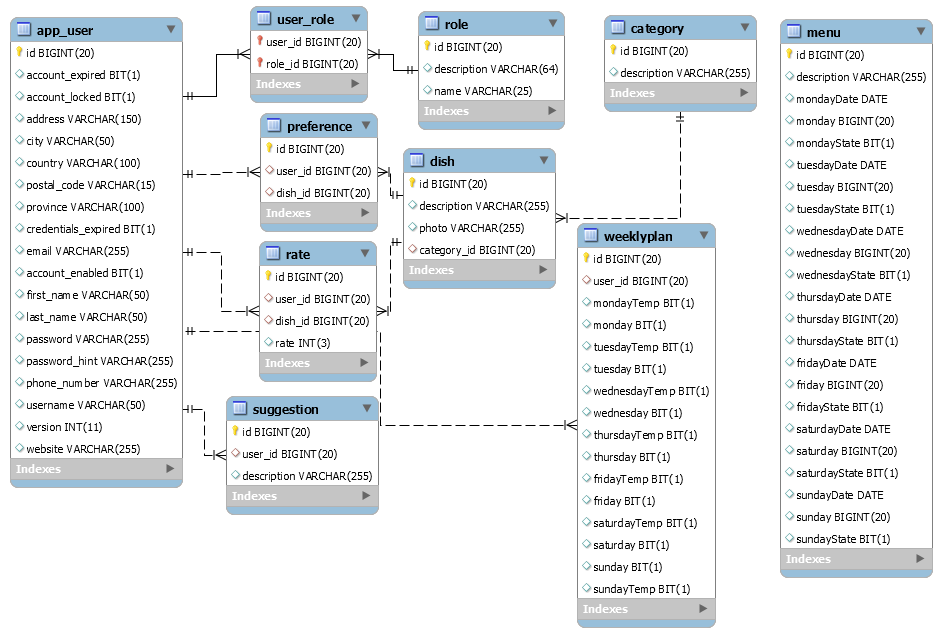 app_user
id BIGINT(20)
account_expired BIT(1)
account_locked BIT(1)
address VARCHAR(150)
city VARCHAR(50)
country VARCHAR(100)
postal_code VARCHAR(15)
province VARCHAR(100)
credentials_expired BIT(1)
email VARCHAR(255)
account_enabled BIT(1)
first_name VARCHAR(50)
last_name VARCHAR(50)
password VARCHAR(255)
password_hint VARCHAR(255)
phone_number VARCHAR(255)
username VARCHAR(50)
version INT(11)
website VARCHAR(255)
Indexes
user_role
user_id BIGINT(20)
role_id BIGINT(20)
Indexes
preference
id BIGINT(20)
user_id BIGINT(20)
dish_id BIGINT(20)
Indexes
rate
id BIGINT(20)
user_id BIGINT(20)
dish_id BIGINT(20)
rate INT(3)
Indexes
suggestion
id BIGINT(20)
user_id BIGINT(20)
description VARCHAR(255)
Indexes
role
id BIGINT(20)
description VARCHAR(64)
name VARCHAR(25)
Indexes
dish
id BIGINT(20)
description VARCHAR(255)
photo VARCHAR(255)
category_id BIGINT(20)
Indexes
category
id BIGINT(20)
description VARCHAR(255)
Indexes
weeklyplan
id BIGINT(20)
user_id BIGINT(20)
mondayTemp BIT(1)
monday BIT(1)
tuesdayTemp BIT(1)
tuesday BIT(1)
wednesdayTemp BIT(1)
wednesday BIT(1)
thursdayTemp BIT(1)
thursday BIT(1)
fridayTemp BIT(1)
friday BIT(1)
saturdayTemp BIT(1)
saturday BIT(1)
sunday BIT(1)
sundayTemp BIT(1)
Indexes
menu
id BIGINT(20)
description VARCHAR(255)
mondayDate DATE
monday BIGINT(20)
mondayState BIT(1)
tuesdayDate DATE
tuesday BIGINT(20)
tuesdayState BIT(1)
wednesdayDate DATE
wednesday BIGINT(20)
wednesdayState BIT(1)
thursdayDate DATE
thursday BIGINT(20)
thursdayState BIT(1)
fridayDate DATE
friday BIGINT(20)
fridayState BIT(1)
saturdayDate DATE
saturday BIGINT(20)
saturdayState BIT(1)
sundayDate DATE
sunday BIGINT(20)
sundayState BIT(1)
Indexes